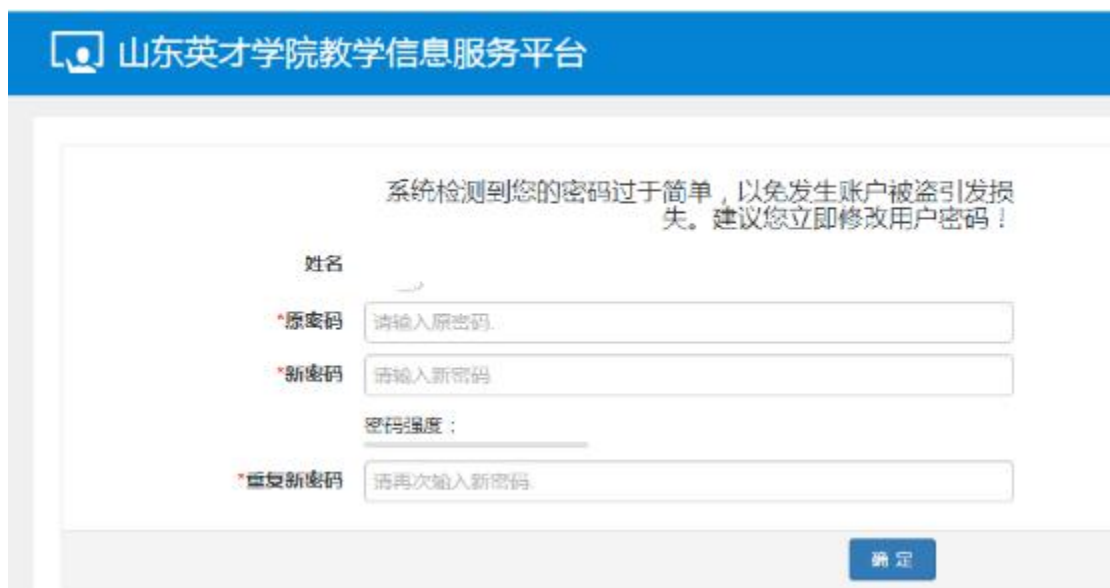 山东英才学院教学信息服务平台
系统检测到您的密码过于简单，以免发生账户被盗引发损
失。建议您立即修改用户密码！
姓名
*原密码 请输入原密码.
*新密码 请输入新密码
密码强度：
*重复新密码 请再次输入新密码.
确 定